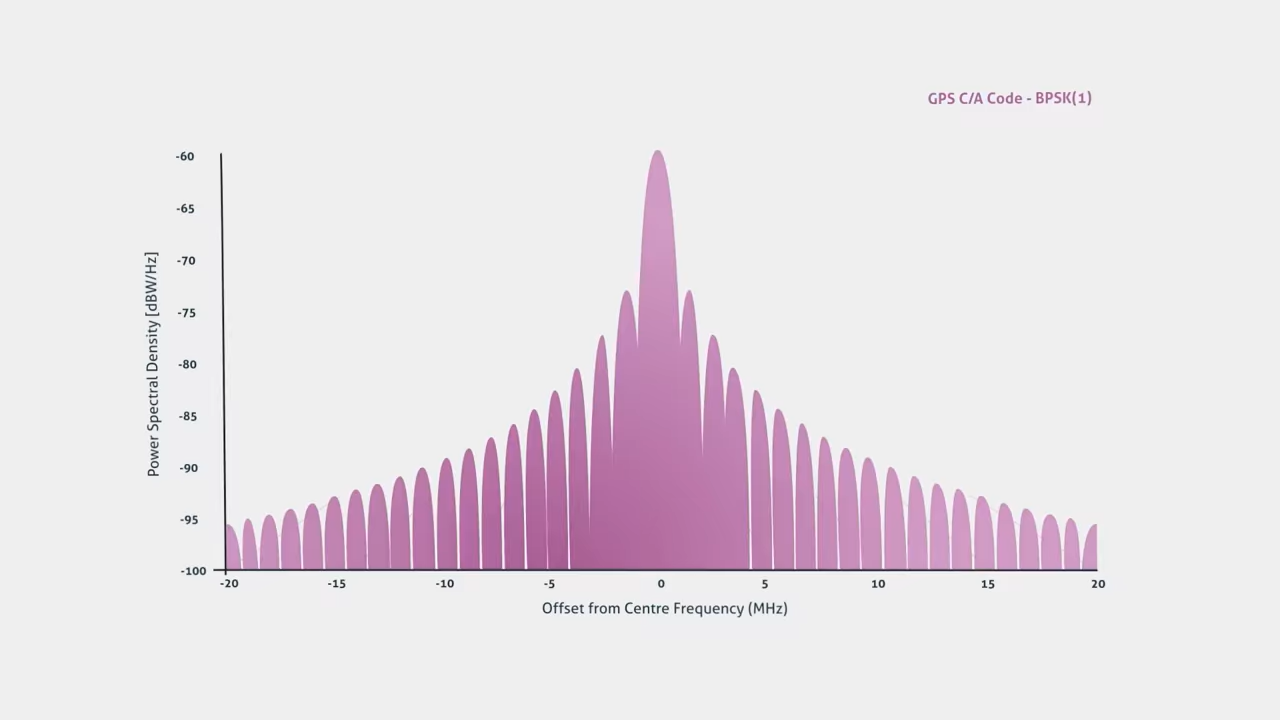 GPS C/A Code - BPSK(1)
Power Spectral Density [dBW/Hz]
-60
-65
-70
-75
-80
-85
-90
-95
-100
-20 -15 -10 -5 0 5 10 15 20
Offset from Centre Frequency (MHz)